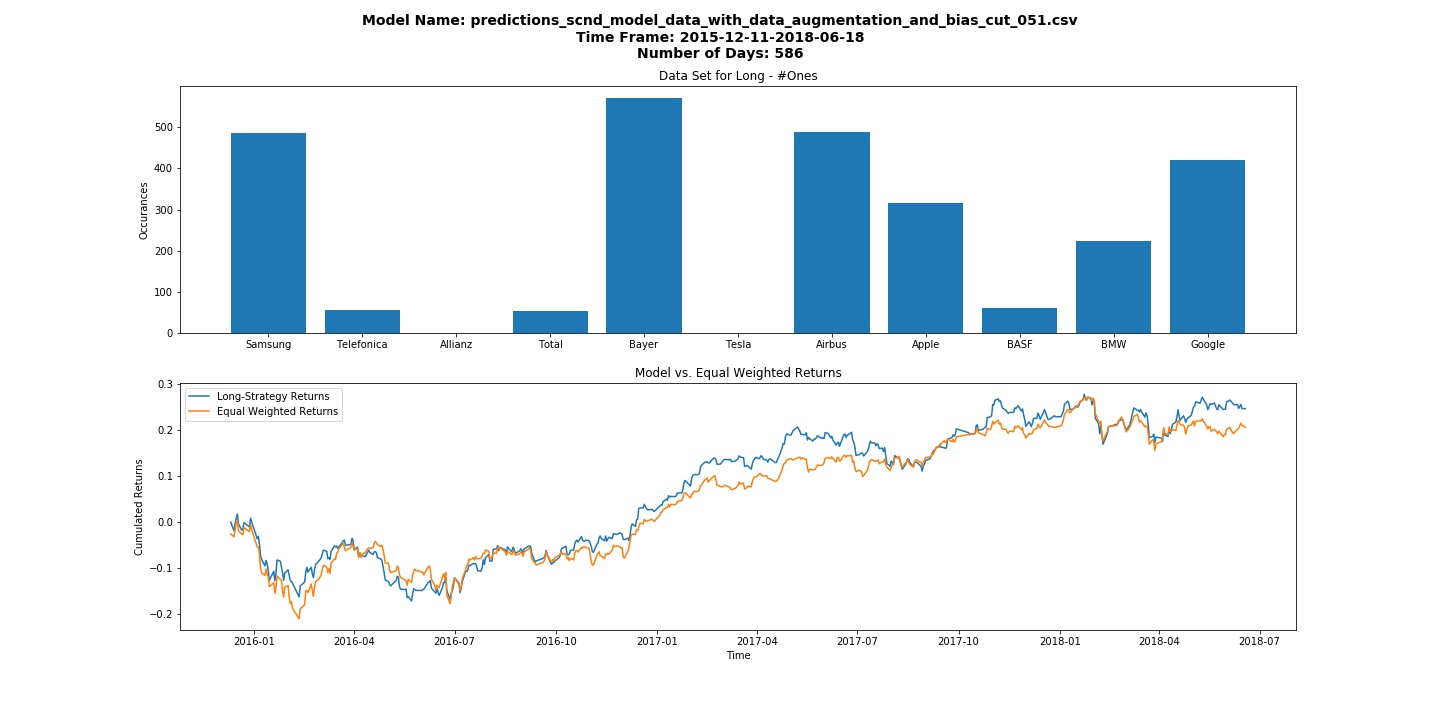 Model Name: predictions_scnd_model_data_with_data_augmentation_and_bias_cut_051.csv
Time Frame: 2015-12-11-2018-06-18
Number of Days: 586
Data Set for Long - #Ones
500
400
300
200
100
0
Occurances
Samsung Telefonica Allianz Total Bayer Tesla Airbus Apple BASF BMW Google
Model vs. Equal Weighted Returns
Long-Strategy Returns
Equal Weighted Returns
0.3
0.2
0.1
0.0
−0.1
−0.2
Cumulated Returns
2016-01 2016-04 2016-07 2016-10 2017-01 2017-04 2017-07 2017-10 2018-01 2018-04 2018-07
Time